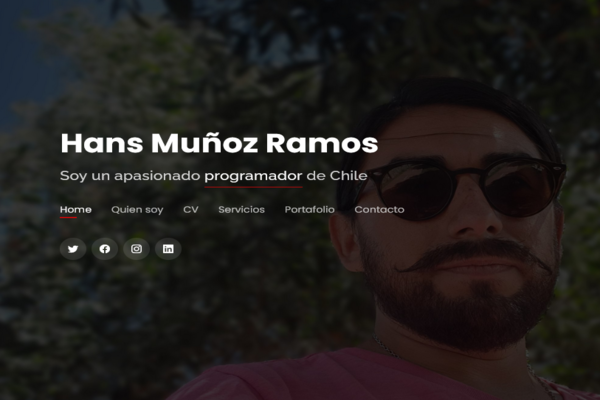 Hans Muñoz Ramos
Soy un apasionado programador de Chile
Home Quien soy CV Servicios Portafolio Contacto